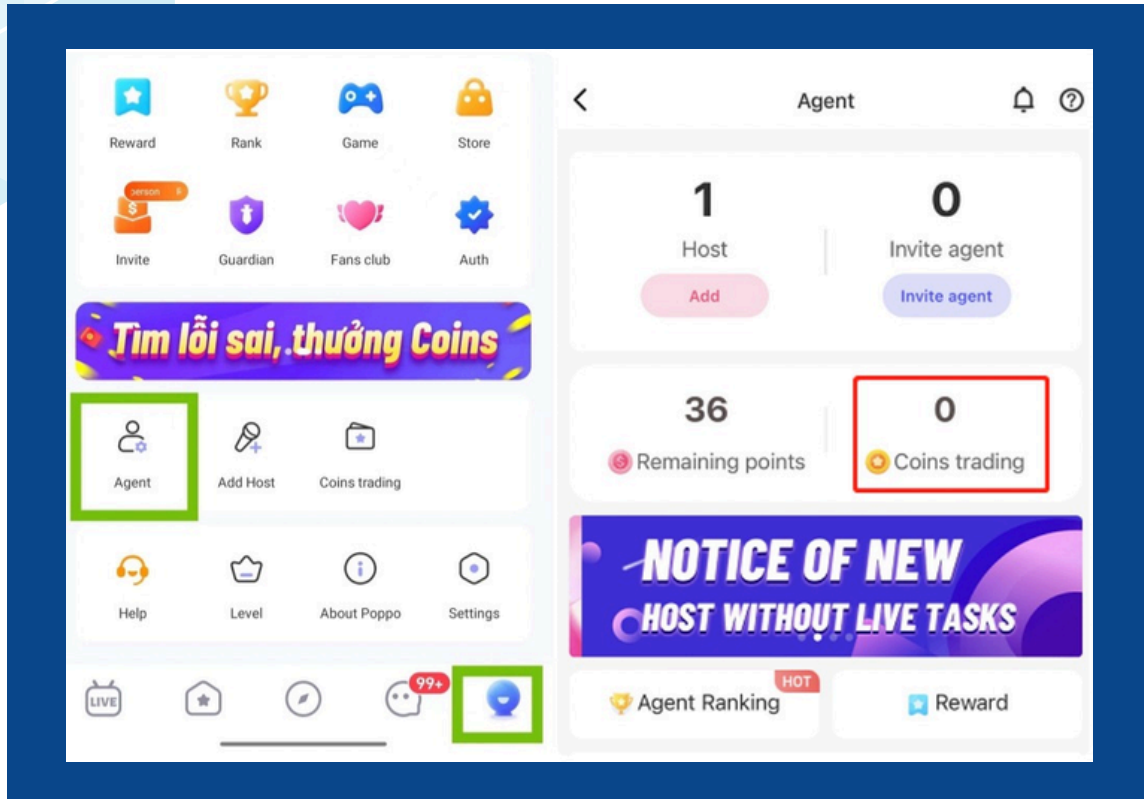 Reward Rank Game Store
person
Invite Guardian Fans club Auth
Tìm lỗi sai, thưởng Coins
Agent Add Host Coins trading
Help Level About Poppo Settings
LIVE 99+
Agent
1 0
Host Invite agent
Add Invite agent
36 0
Remaining points Coins trading
NOTICE OF NEW
HOST WITHOUT LIVE TASKS
HOT
Agent Ranking Reward